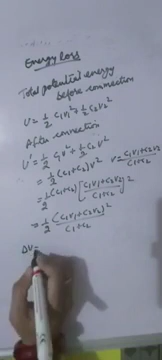 Energy loss
Total potential energy
before connection
U = 1/2 C₁V₁² + 1/2 C₂V₂²
After connection
U' = 1/2 C₁V² + 1/2 C₂V²
= 1/2 (C₁+C₂)V² V = C₁V₁+C₂V₂/C₁+C₂
= 1/2 (C₁+C₂) [C₁V₁+C₂V₂/C₁+C₂]²
= 1/2 (C₁V₁+C₂V₂)²/C₁+C₂
ΔU =